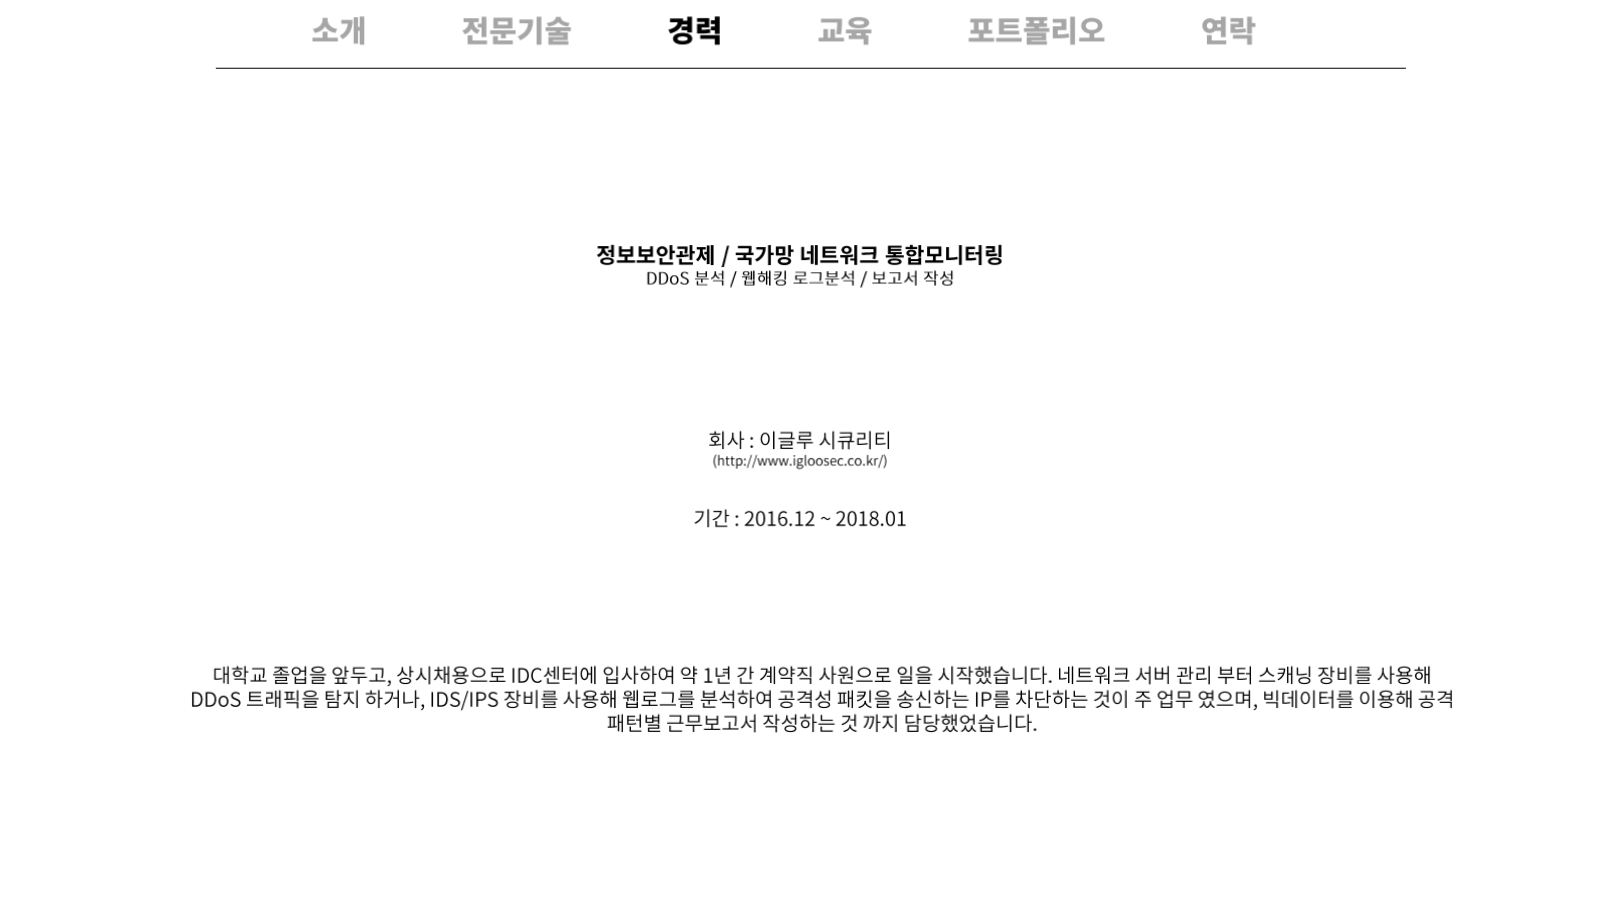 소개 전문기술 경력 교육 포트폴리오 연락
정보보안관제 / 국가망 네트워크 통합모니터링
DDoS 분석 / 웹해킹 로그분석 / 보고서 작성
회사 : 이글루 시큐리티
(http://www.igloosec.co.kr/)
기간 : 2016.12 ~ 2018.01
대학교 졸업을 앞두고, 상시채용으로 IDC센터에 입사하여 약 1년 간 계약직 사원으로 일을 시작했습니다. 네트워크 서버 관리 부터 스캐닝 장비를 사용해
DDoS 트래픽을 탐지 하거나, IDS/IPS 장비를 사용해 웹로그를 분석하여 공격성 패킷을 송신하는 IP를 차단하는 것이 주 업무 였으며, 빅데이터를 이용해 공격
패턴별 근무보고서 작성하는 것 까지 담당했었습니다.